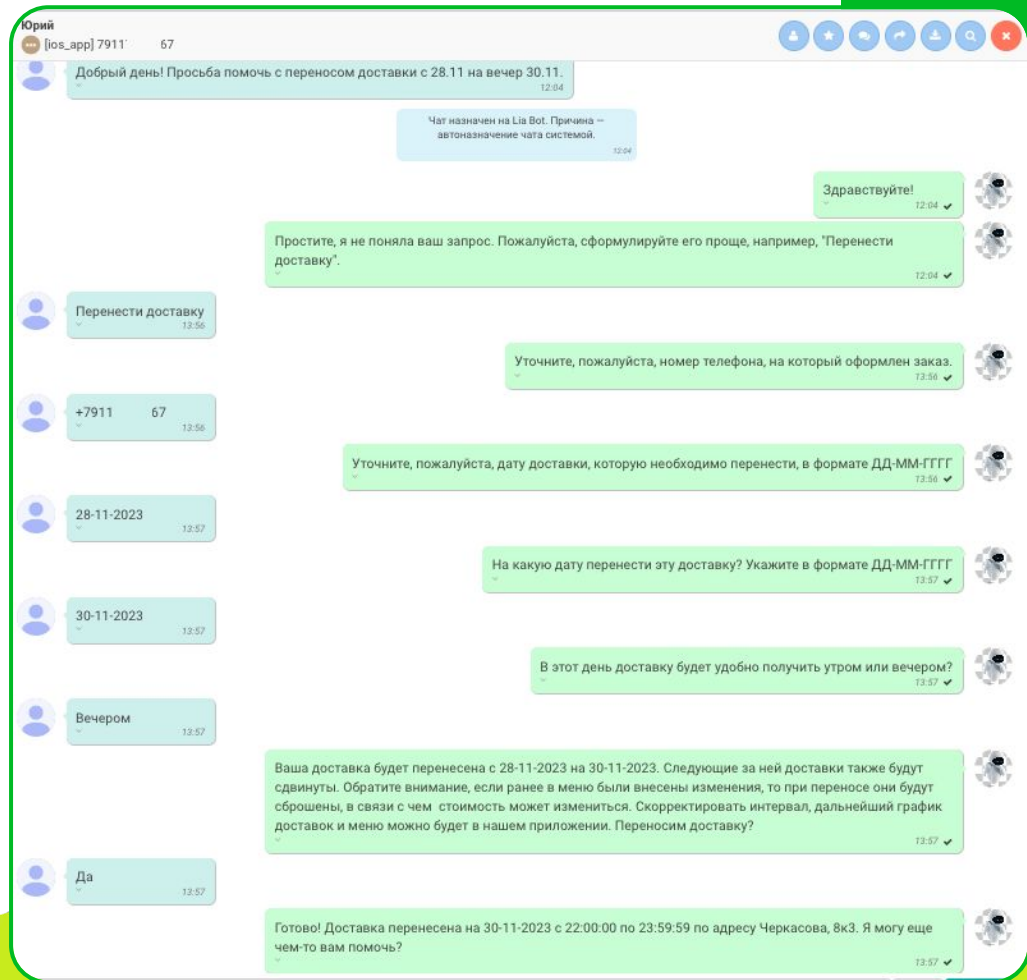 Юрий
[ios_app] 7911 67
Добрый день! Просьба помочь с переносом доставки с 28.11 на вечер 30.11.
12:04
Чат назначен на Lia Bot. Причина —
автоназначение чата системой.
12:04
Здравствуйте!
12:04
Простите, я не поняла ваш запрос. Пожалуйста, сформулируйте его проще, например, "Перенести
доставку".
12:04
Перенести доставку
13:56
Уточните, пожалуйста, номер телефона, на который оформлен заказ.
13:56
+7911 67
13:56
Уточните, пожалуйста, дату доставки, которую необходимо перенести, в формате ДД-ММ-ГГГГ
13:56
28-11-2023
13:57
На какую дату перенести эту доставку? Укажите в формате ДД-ММ-ГГГГ
13:57
30-11-2023
13:57
В этот день доставку будет удобно получить утром или вечером?
13:57
Вечером
13:57
Ваша доставка будет перенесена с 28-11-2023 на 30-11-2023. Следующие за ней доставки также будут
сдвинуты. Обратите внимание, если ранее в меню были внесены изменения, то при переносе они будут
сброшены, в связи с чем стоимость может измениться. Скорректировать интервал, дальнейший график
доставок и меню можно будет в нашем приложении. Переносим доставку?
13:57
Да
13:57
Готово! Доставка перенесена на 30-11-2023 с 22:00:00 по 23:59:59 по адресу Черкасова, 8к3. Я могу еще
чем-то вам помочь?
13:57